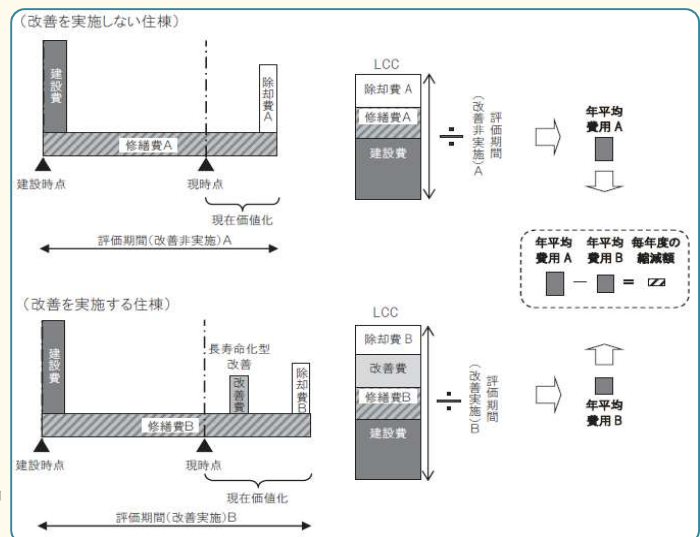 (改善を実施しない住棟)
建設費
除却費A
修繕費A
建設時点
現時点
現在価値化
評価期間(改善非実施)A
LCC
除却費A
修繕費A
建設費
÷
評価期間
(改善非実施)A
年平均
費用A
年平均
費用A
年平均
費用B
毎年度の
縮減額
－ ＝
(改善を実施する住棟)
建設費
長寿命化型
改善
改善費
除却費B
修繕費B
建設時点
現時点
現在価値化
評価期間(改善実施)B
LCC
除却費B
改善費
修繕費B
建設費
÷
評価期間
(改善実施)B
年平均
費用B